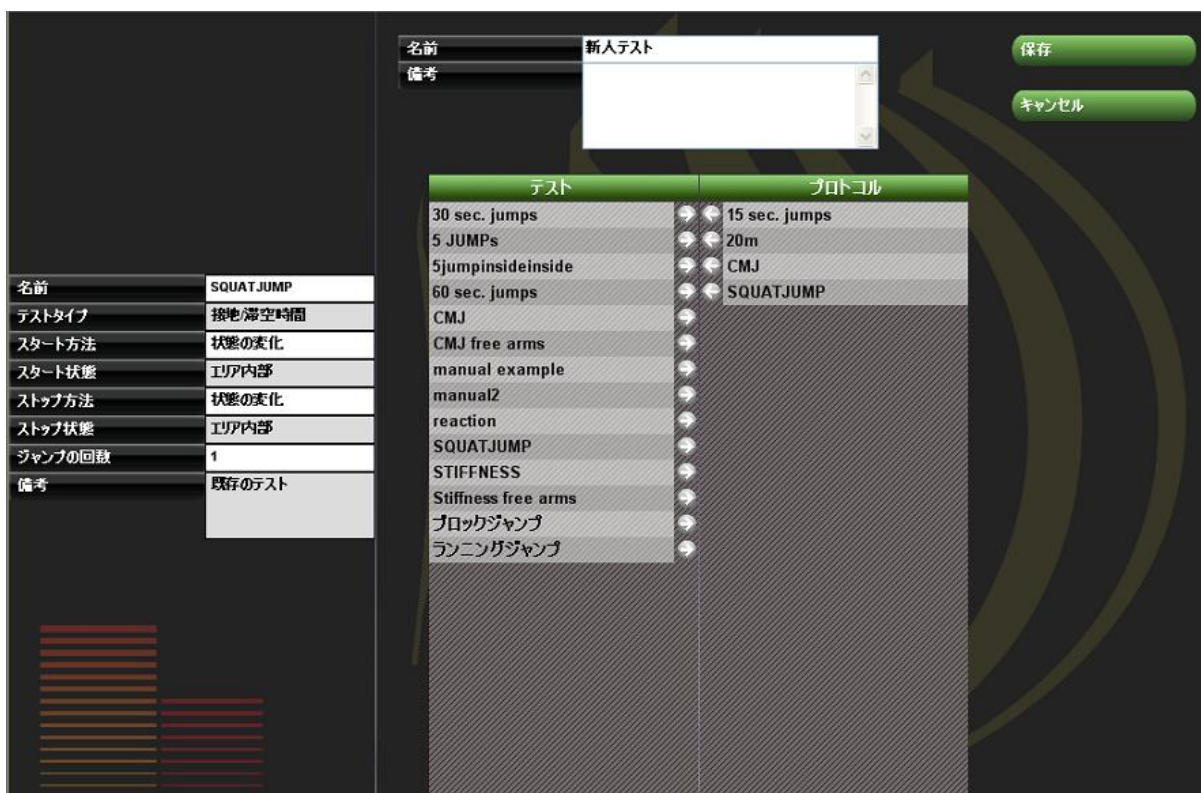 名前 新人テスト
備考
保存
キャンセル
テスト プロトコル
30 sec. jumps 15 sec. jumps
5 JUMPs 20m
5jumpinsideinside CMJ
60 sec. jumps SQUATJUMP
CMJ
CMJ free arms
manual example
manual2
reaction
SQUATJUMP
STIFFNESS
Stiffness free arms
ブロックジャンプ
ランニングジャンプ
名前 SQUATJUMP
テストタイプ 接地/滞空時間
スタート方法 状態の変化
スタート状態 エリア内部
ストップ方法 状態の変化
ストップ状態 エリア内部
ジャンプの回数 1
備考 既存のテスト